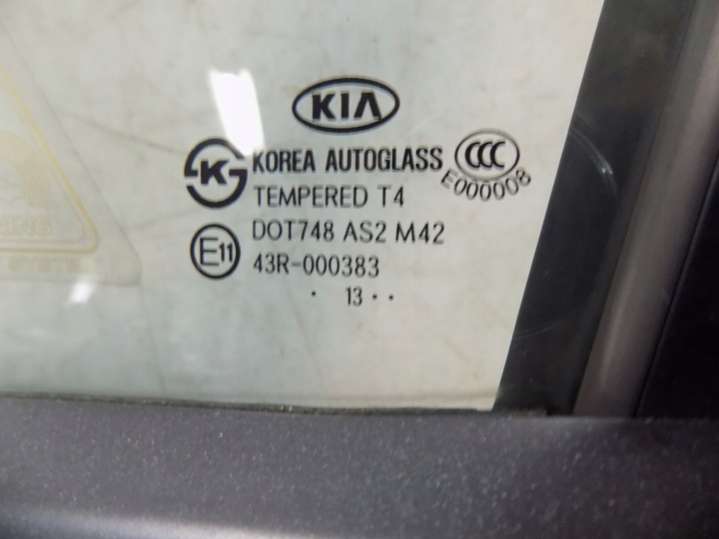 KIA
KOREA AUTOGLASS
CCC
E000008
K
TEMPERED T4
DOT748 AS2 M42
E11
43R-000383
. 13 . .